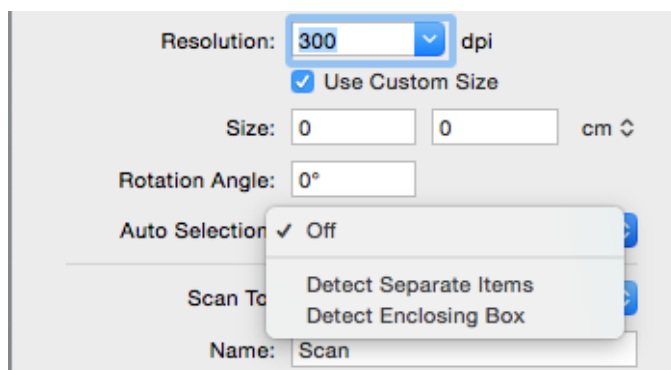 Resolution: 300 dpi
✓ Use Custom Size
Size: 0 0 cm
Rotation Angle: 0°
Auto Selection ✓ Off
Detect Separate Items
Scan To
Detect Enclosing Box
Name: Scan